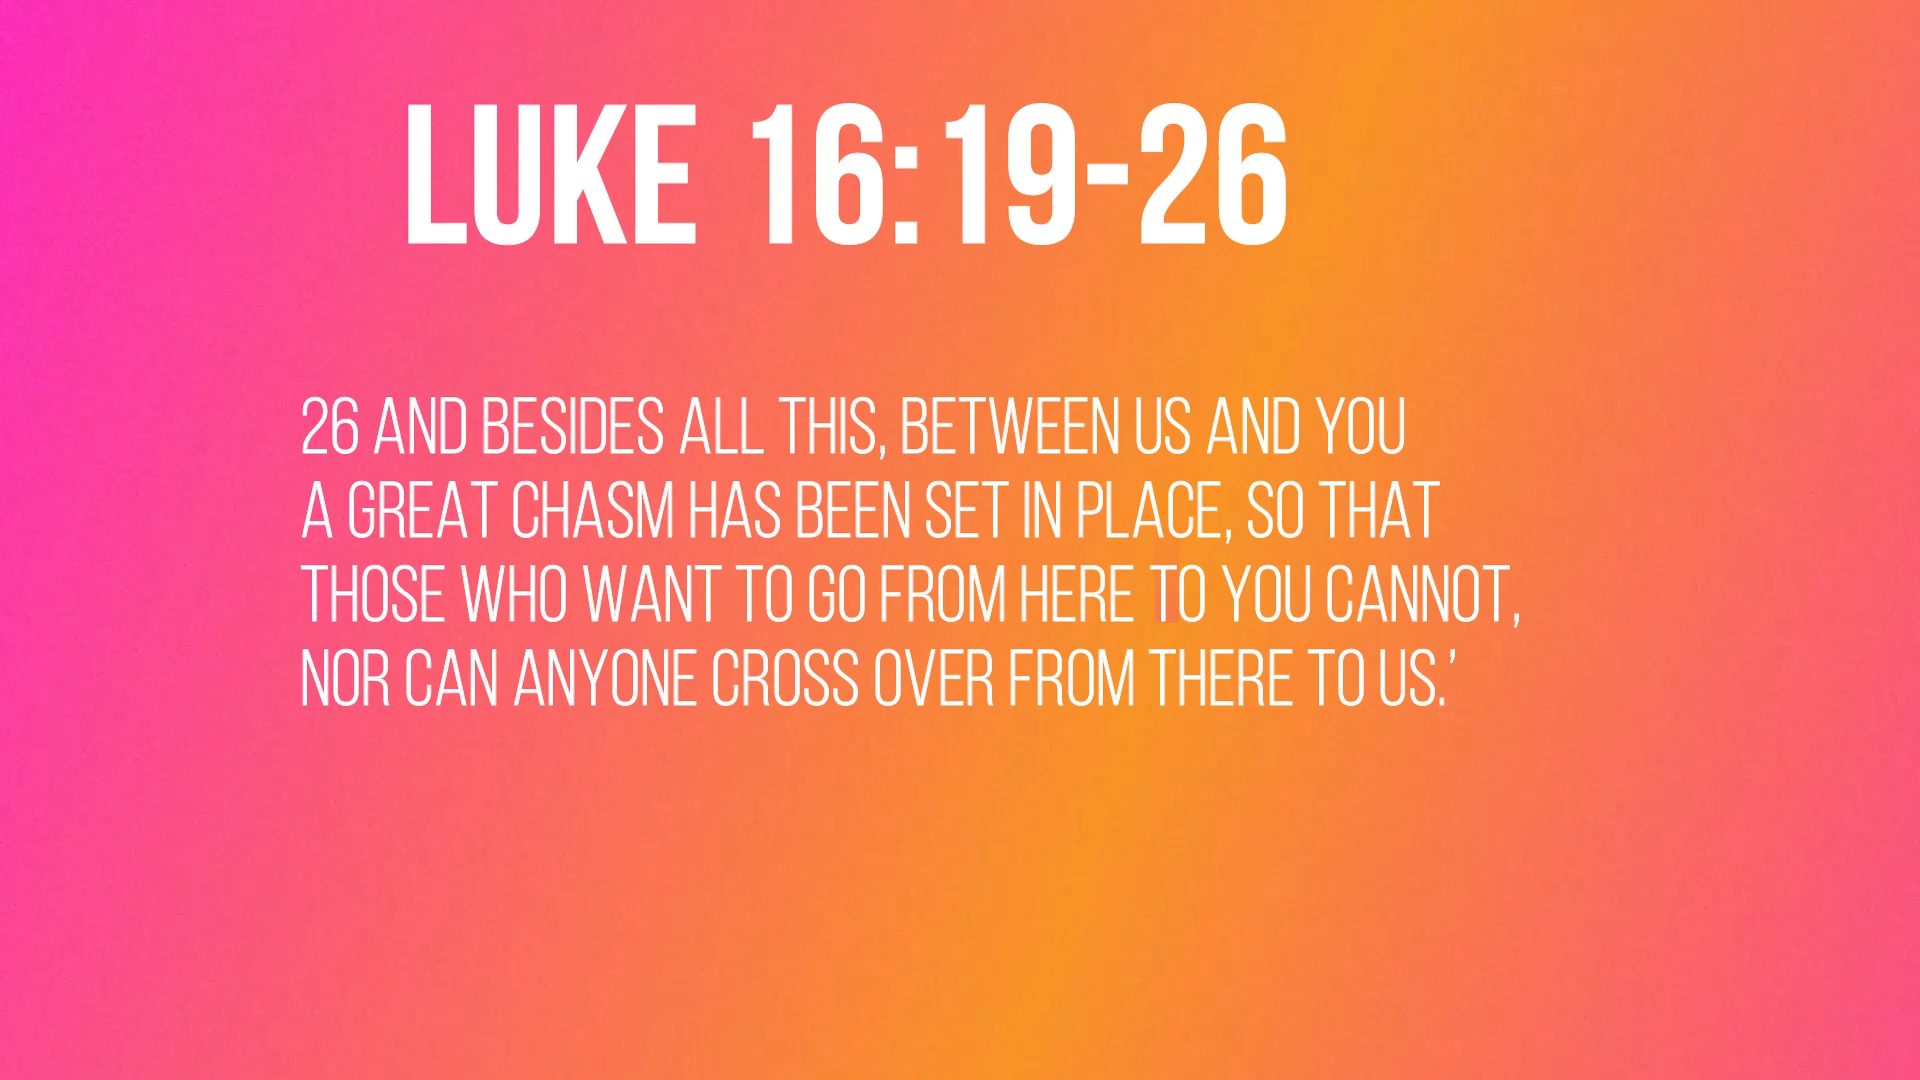 LUKE 16:19-26
26 AND BESIDES ALL THIS, BETWEEN US AND YOU
A GREAT CHASM HAS BEEN SET IN PLACE, SO THAT
THOSE WHO WANT TO GO FROM HERE TO YOU CANNOT,
NOR CAN ANYONE CROSS OVER FROM THERE TO US.’